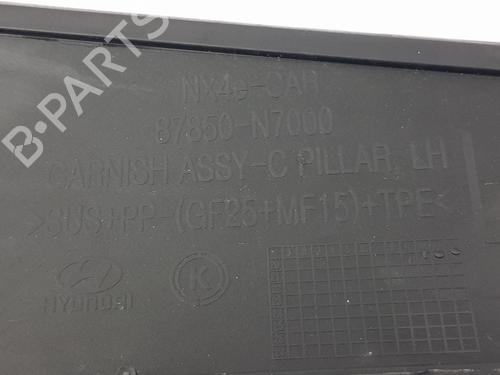 B-PARTS
NX4e-CAR
87850-N7000
GARNISH ASSY-C PILLAR, LH
>SUS+PP-(GF25+MF15)+TPE<
K
HYUNDAI